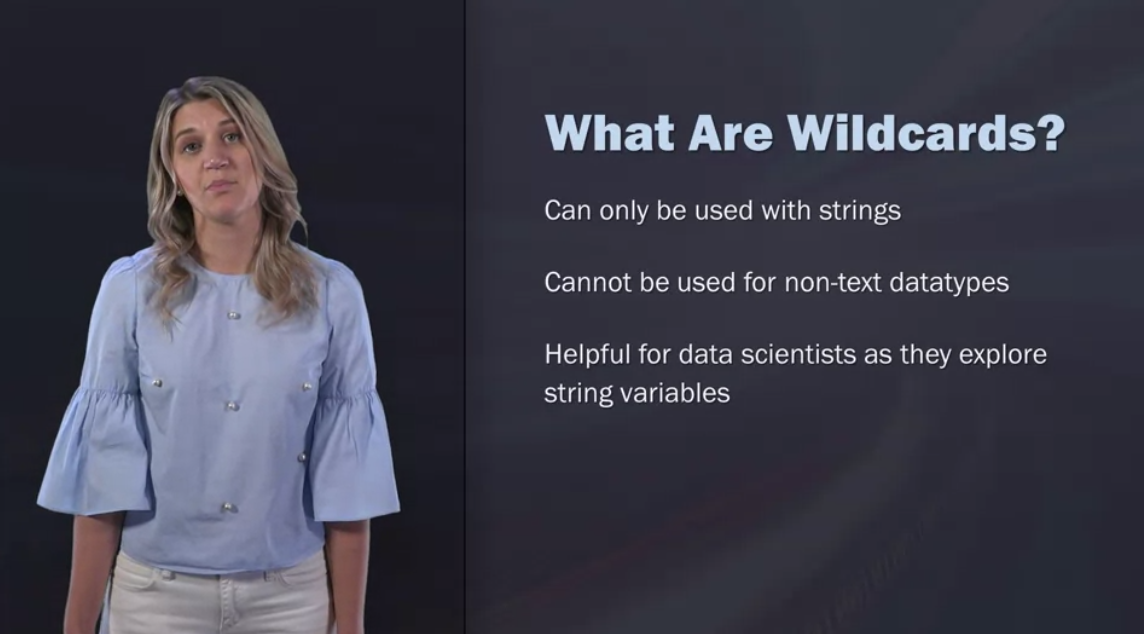 What Are Wildcards?
Can only be used with strings
Cannot be used for non-text datatypes
Helpful for data scientists as they explore
string variables